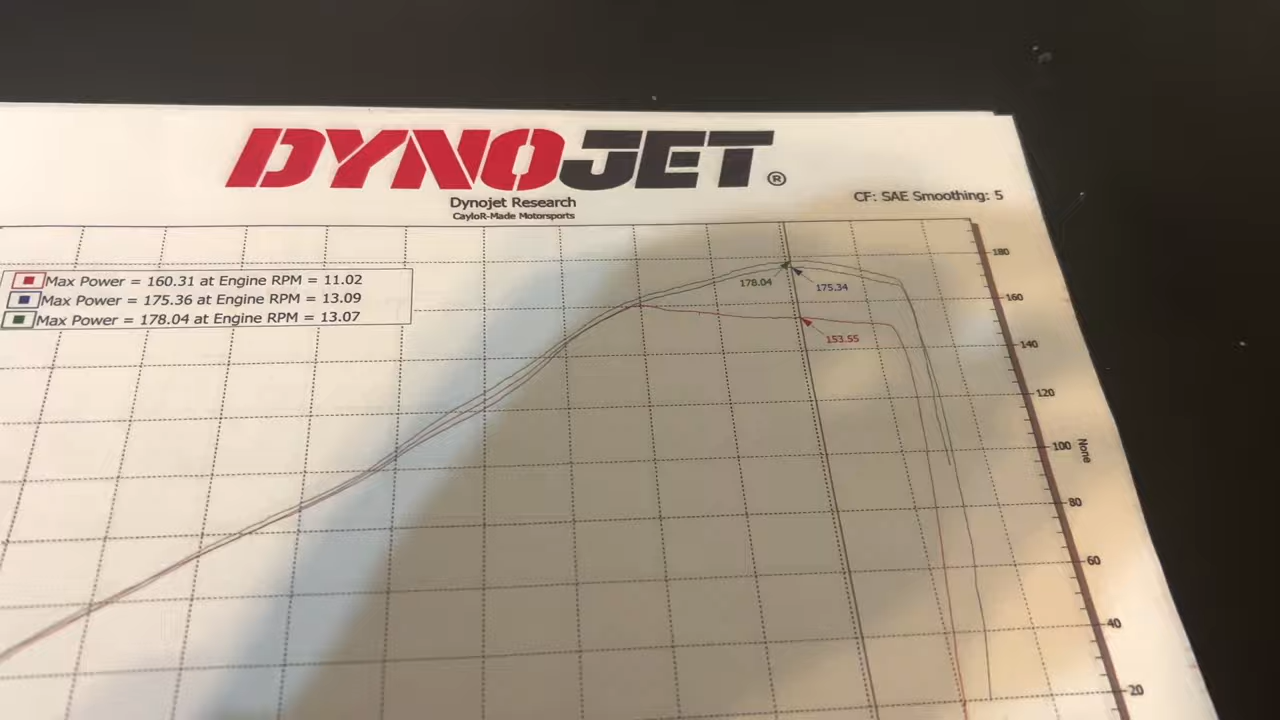 DYNOJET®
Dynojet Research
CayloR-Made Motorsports
CF: SAE Smoothing: 5
Max Power = 160.31 at Engine RPM = 11.02
Max Power = 175.36 at Engine RPM = 13.09
Max Power = 178.04 at Engine RPM = 13.07
178.04
175.34
153.55
180
160
140
120
100
None
80
60
40
20